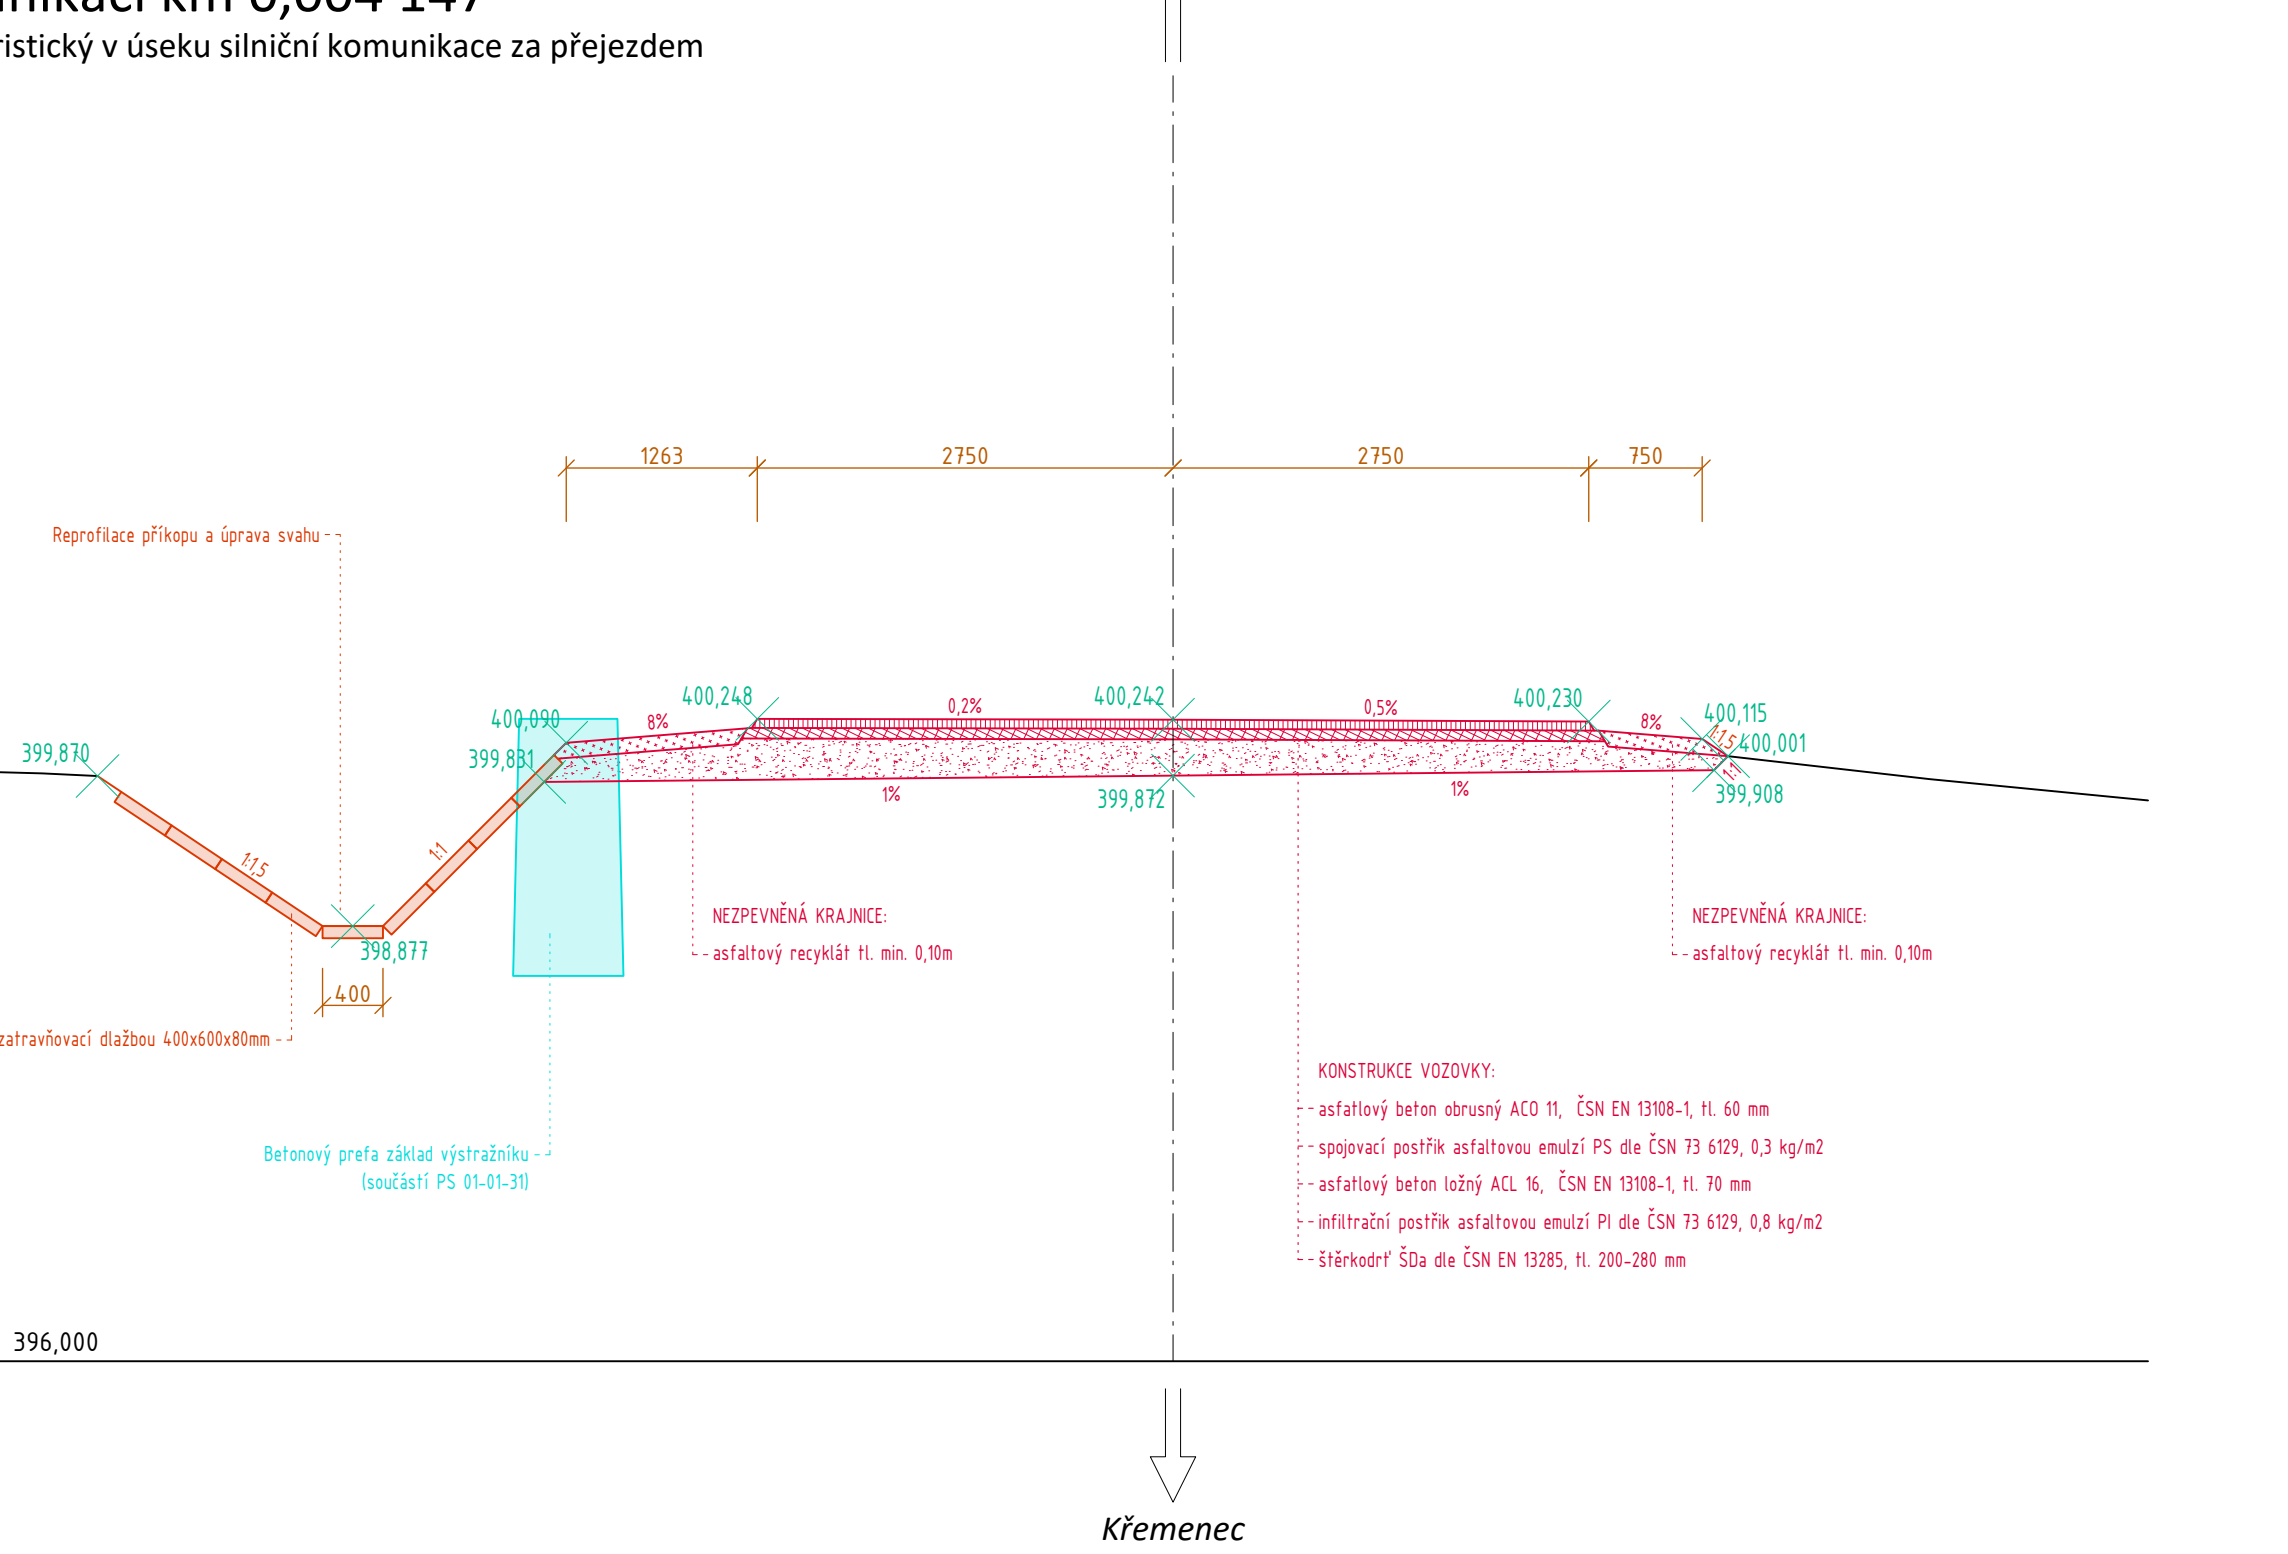 ristický v úseku silniční komunikace za přejezdem
1263
2750
2750
750
Reprofilace příkopu a úprava svahu
400,248
0,2%
400,242
0,5%
400,230
400,090
8%
8%
400,115
1:1,5
399,870
399,831
400,001
1:1
1%
399,872
1%
399,908
1:1,5
1:1
398,877
400
NEZPEVNĚNÁ KRAJNICE:
asfaltový recyklát tl. min. 0,10m
NEZPEVNĚNÁ KRAJNICE:
asfaltový recyklát tl. min. 0,10m
zatravňovací dlažbou 400x600x80mm
KONSTRUKCE VOZOVKY:
asfatlový beton obrusný ACO 11, ČSN EN 13108-1, tl. 60 mm
spojovací postřik asfaltovou emulzí PS dle ČSN 73 6129, 0,3 kg/m2
asfatlový beton ložný ACL 16, ČSN EN 13108-1, tl. 70 mm
infiltrační postřik asfaltovou emulzí PI dle ČSN 73 6129, 0,8 kg/m2
štěrkodrť ŠDa dle ČSN EN 13285, tl. 200-280 mm
Betonový prefa základ výstražníku
(součástí PS 01-01-31)
396,000
Křemenec